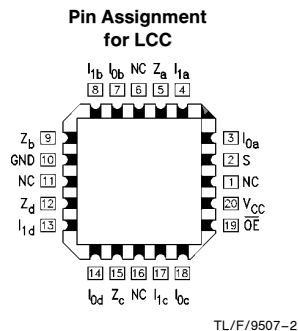 Pin Assignment
for LCC
I1b I0b NC Za I1a
8 7 6 5 4
Zb 9
GND 10
NC 11
Zd 12
I1d 13
3 I0a
2 S
1 NC
20 VCC
19 O̅E̅
14 15 16 17 18
I0d Zc NC I1c I0c
TL/F/9507–2